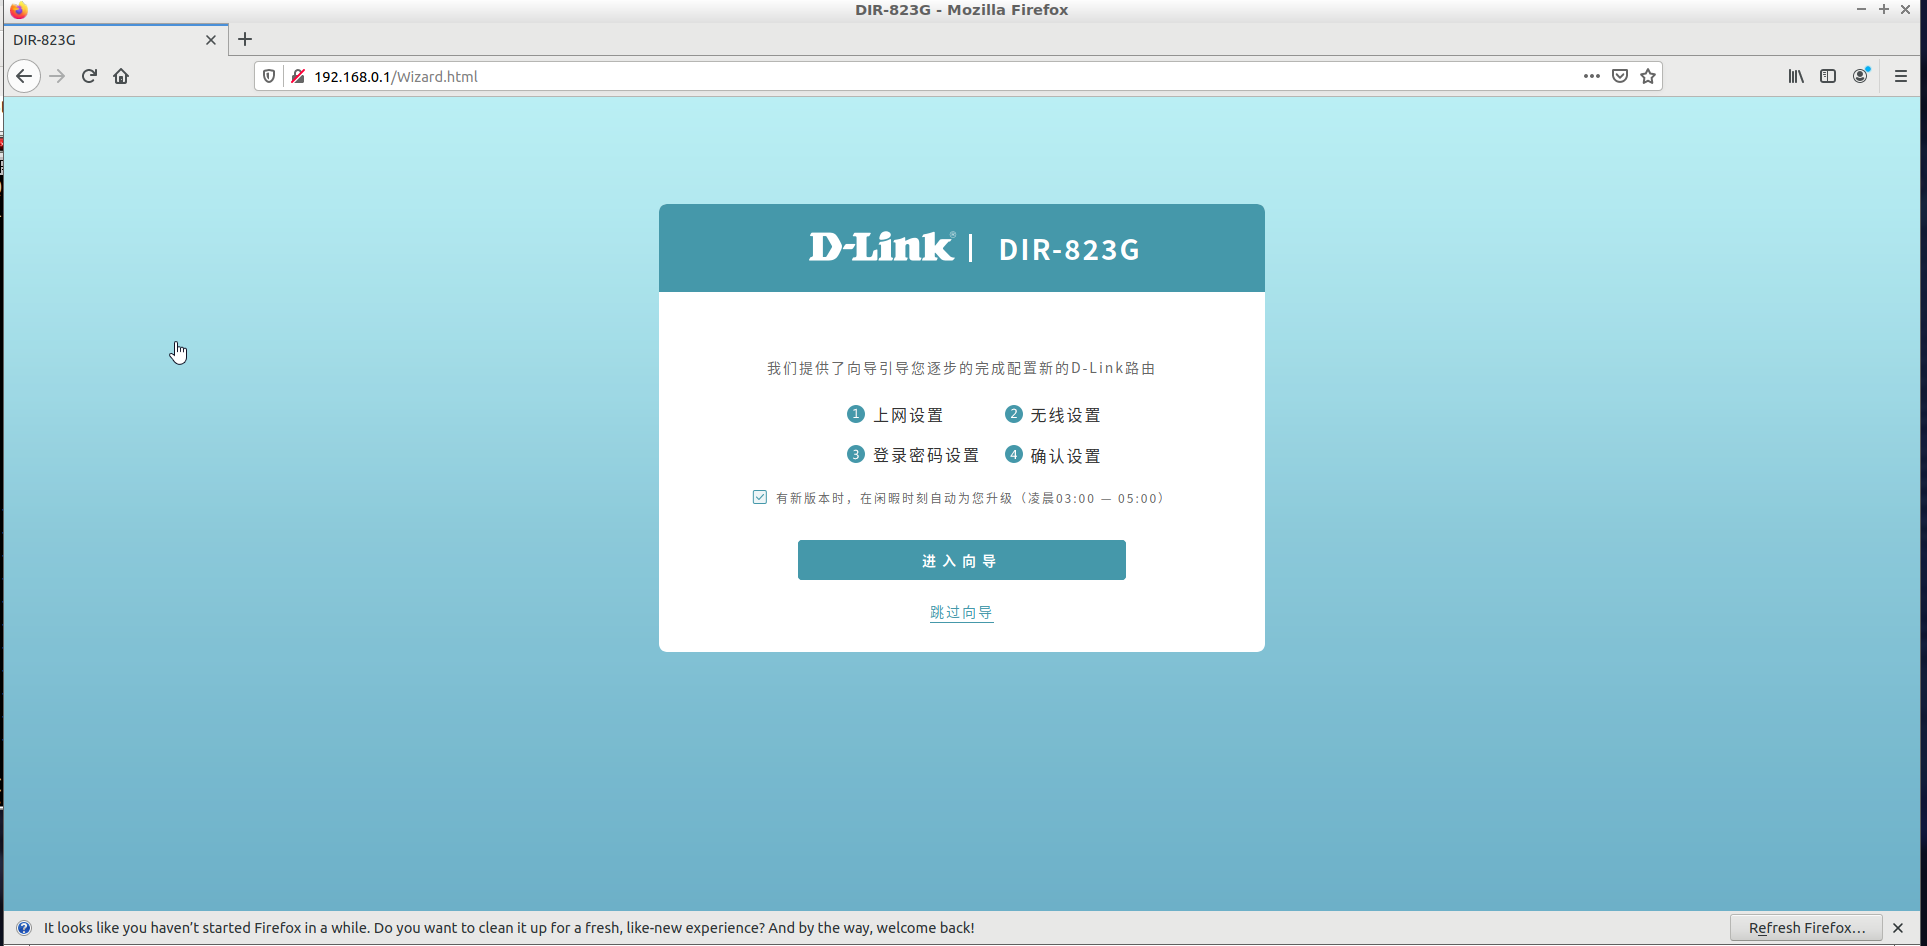 DIR-823G - Mozilla Firefox
DIR-823G
192.168.0.1/Wizard.html
D-Link® | DIR-823G
我们提供了向导引导您逐步的完成配置新的D-Link路由
1 上网设置 2 无线设置
3 登录密码设置 4 确认设置
有新版本时，在闲暇时刻自动为您升级（凌晨03:00 — 05:00）
进入向导
跳过向导
It looks like you haven't started Firefox in a while. Do you want to clean it up for a fresh, like-new experience? And by the way, welcome back!
Refresh Firefox...